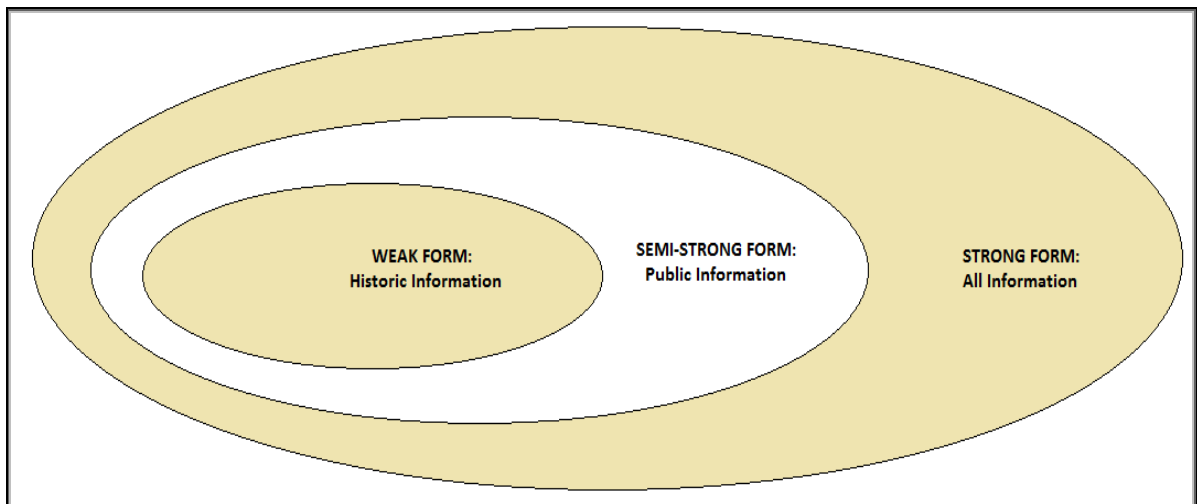 WEAK FORM:
Historic Information
SEMI-STRONG FORM:
Public Information
STRONG FORM:
All Information